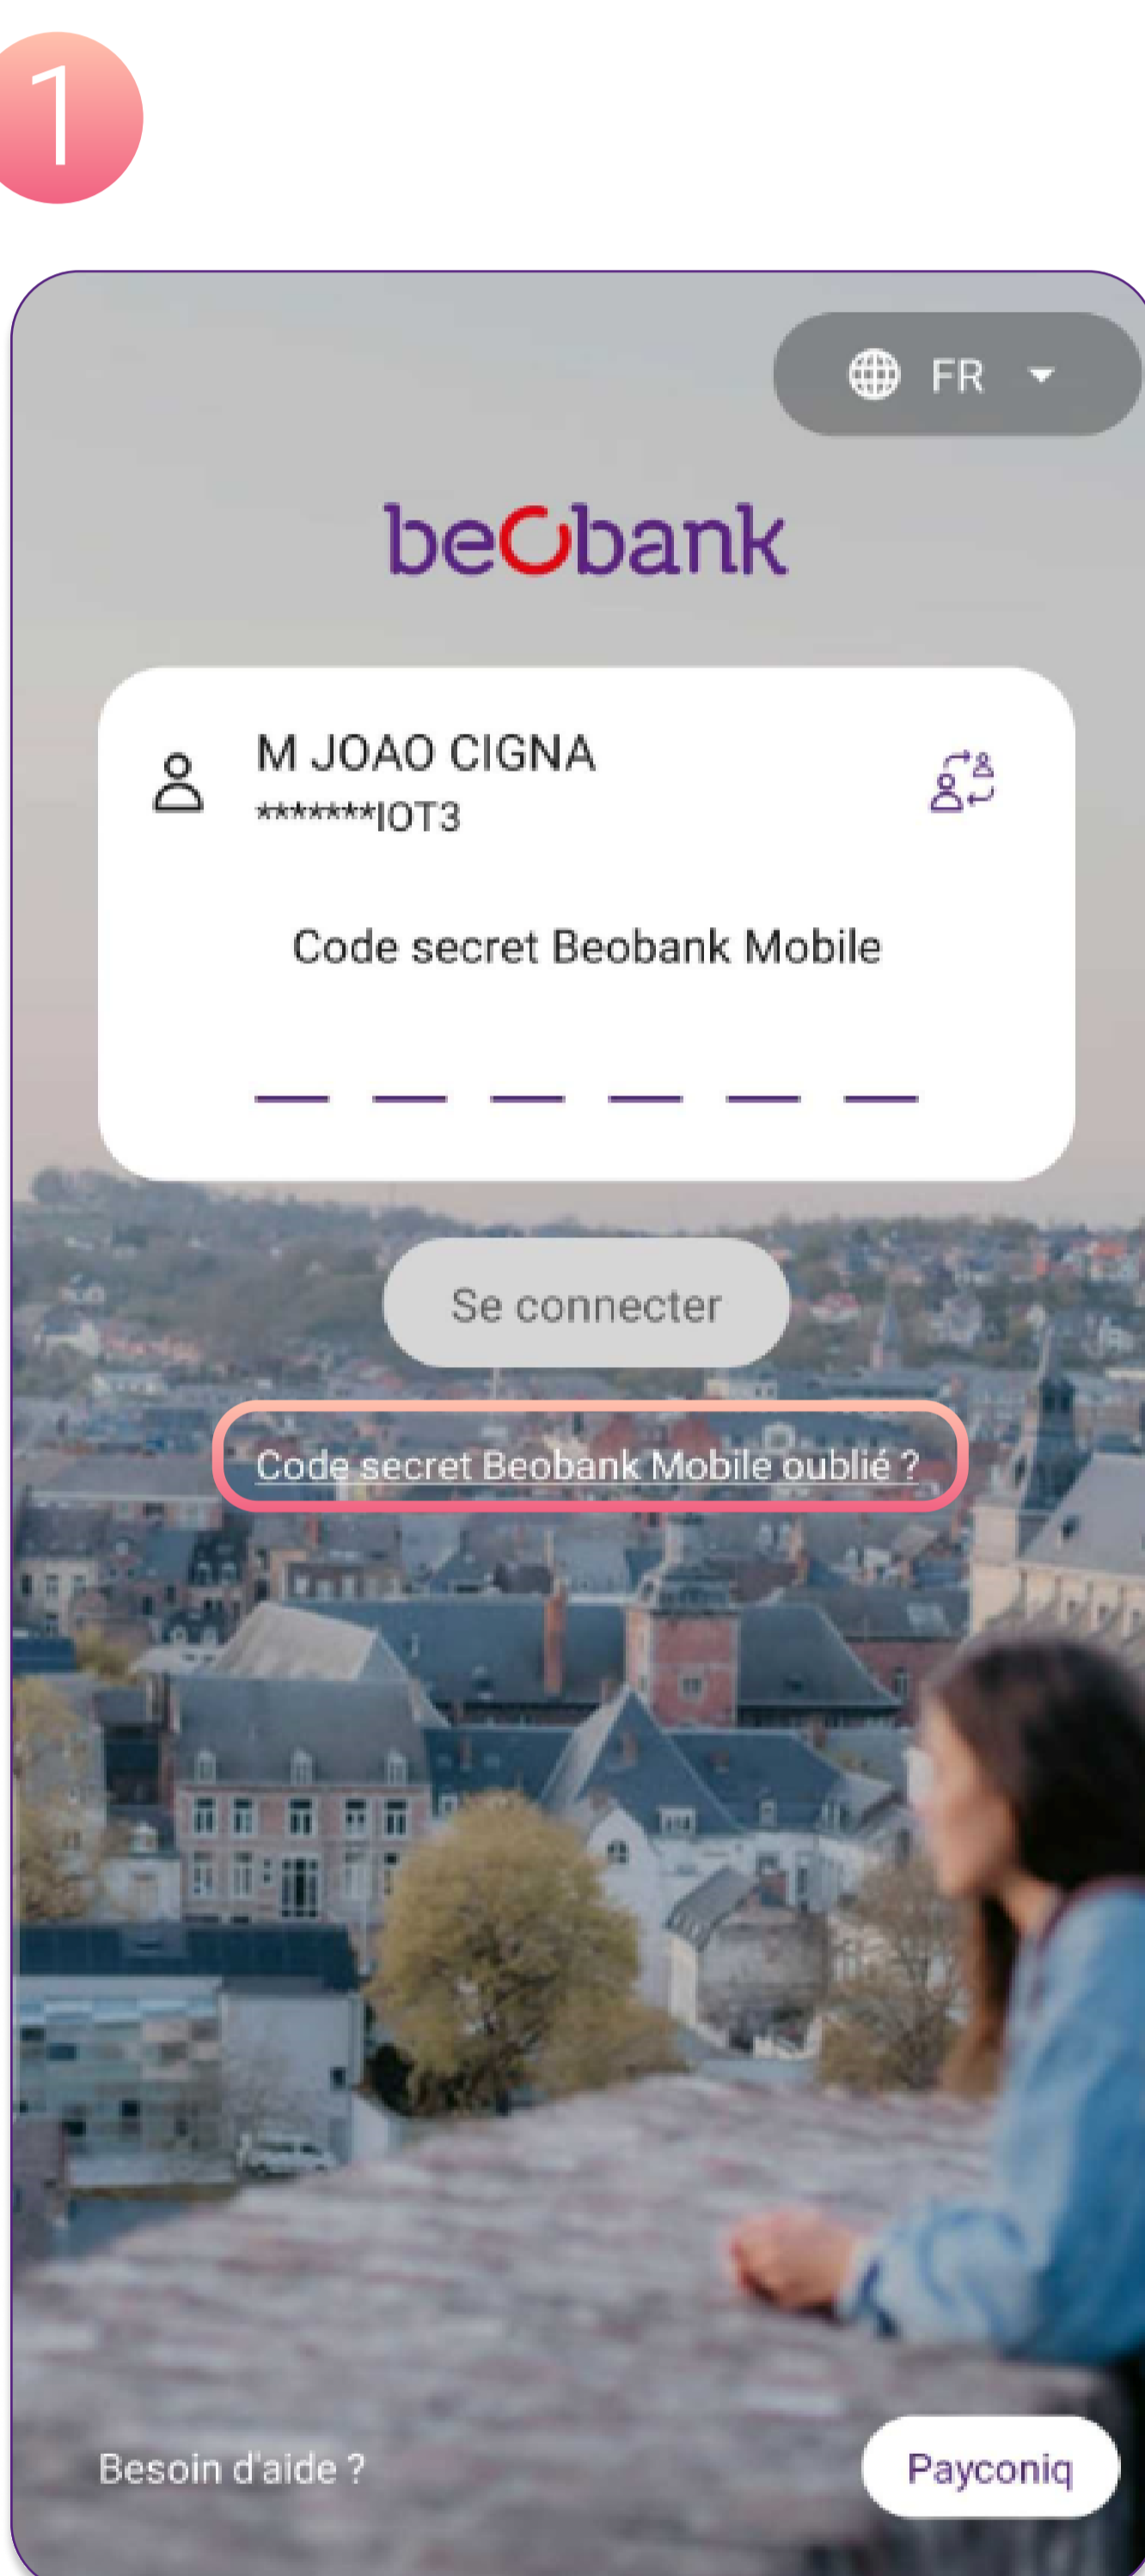 1
FR
beobank
M JOAO CIGNA
*******IOT3
Code secret Beobank Mobile
Se connecter
Code secret Beobank Mobile oublié ?
Besoin d'aide ?
Payconiq